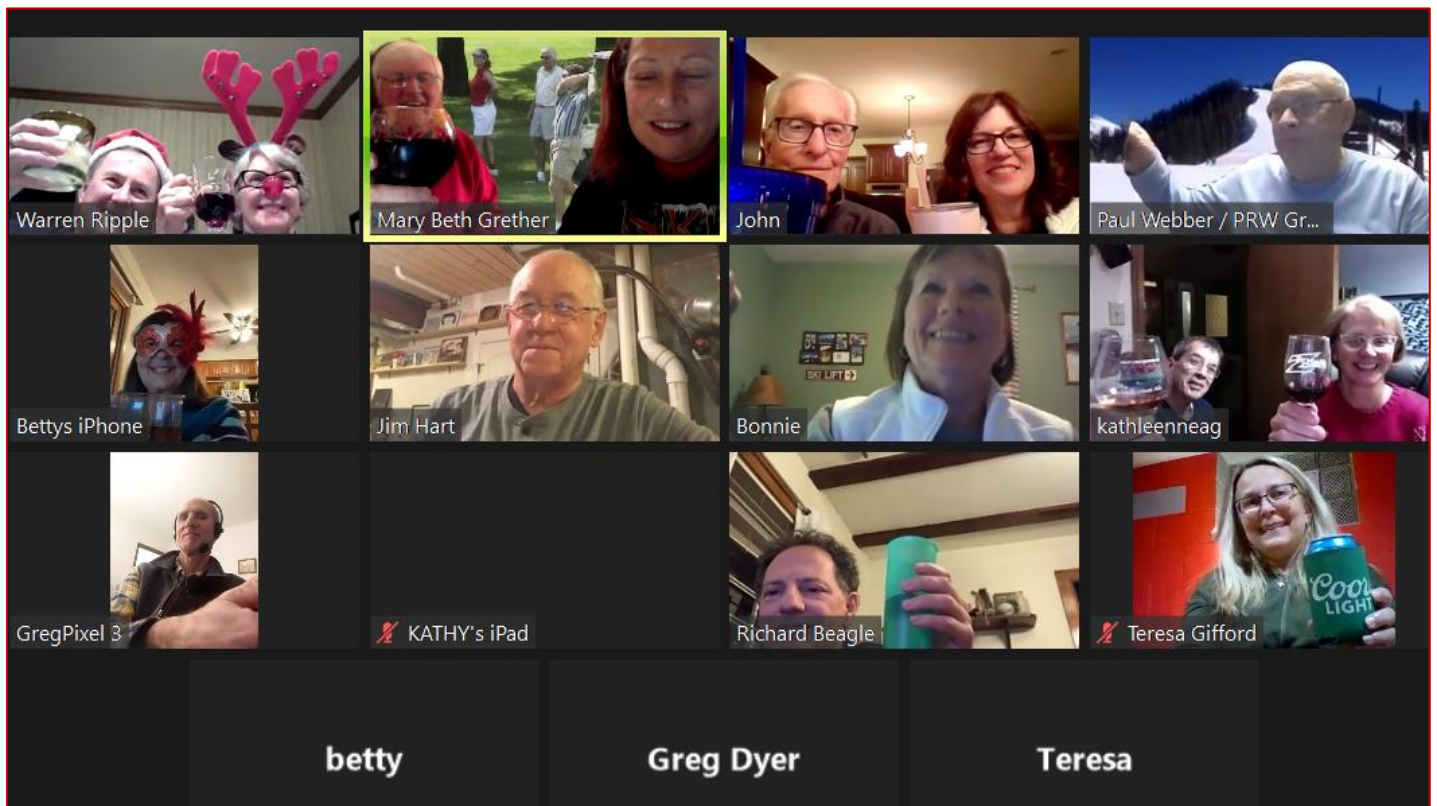 Warren Ripple
Mary Beth Grether
John
Paul Webber / PRW Gr...
Bettys iPhone
Jim Hart
SKI LIFT
Bonnie
kathleenneag
GregPixel 3
KATHY's iPad
Richard Beagle
Coors
LIGHT
Teresa Gifford
betty
Greg Dyer
Teresa